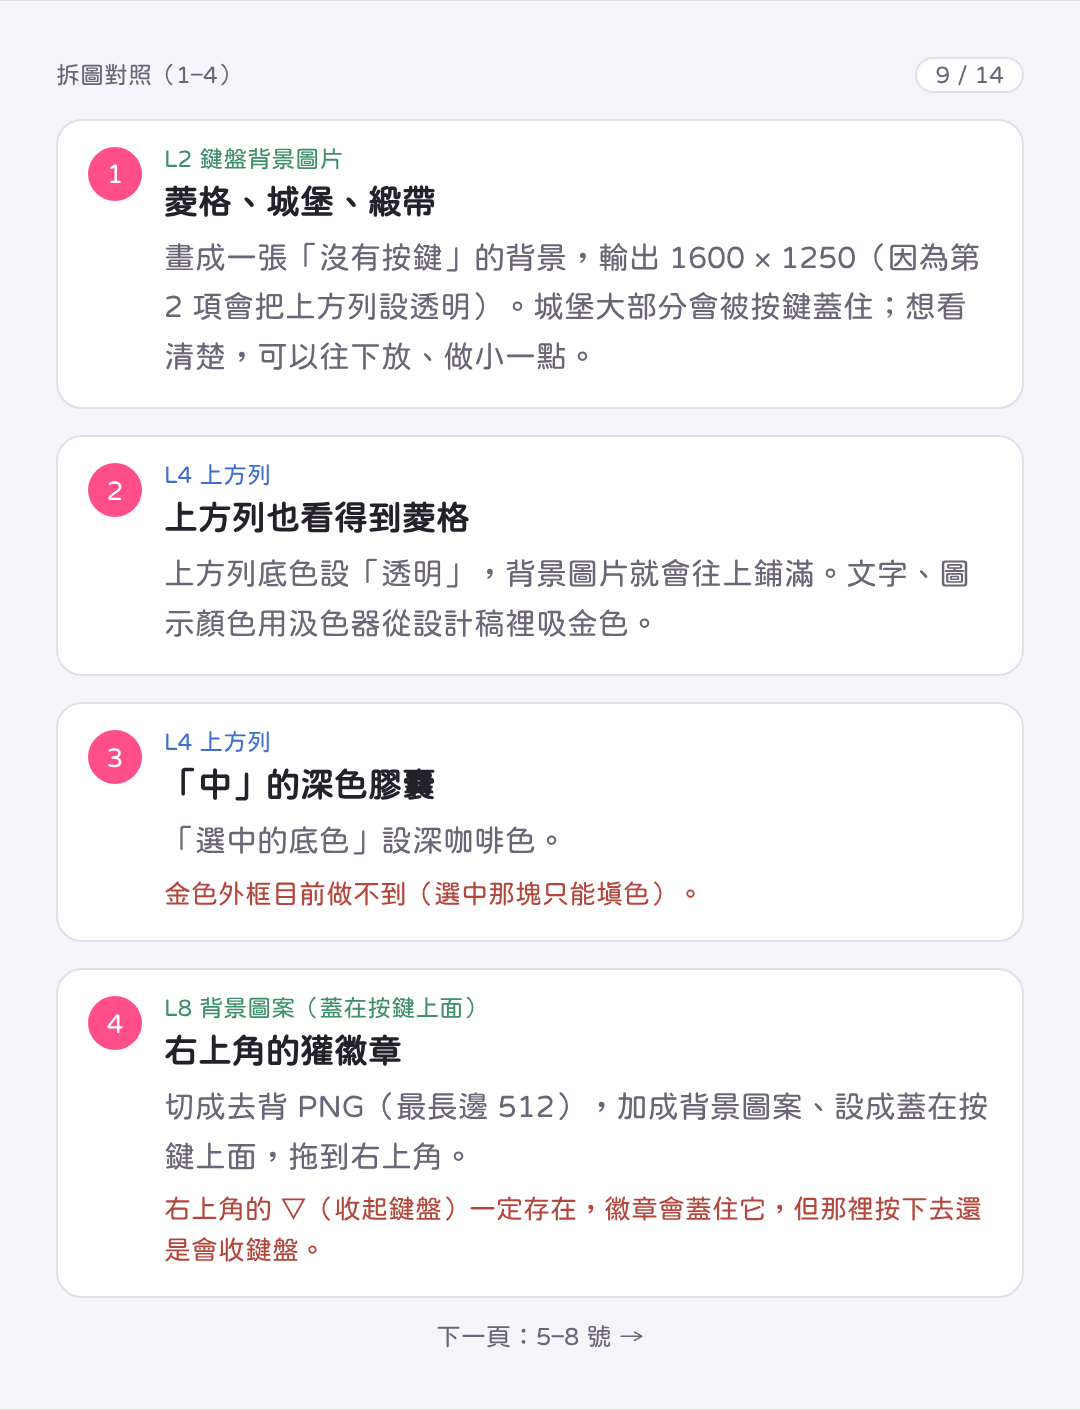 拆圖對照（1–4）
9 / 14
1
L2 鍵盤背景圖片
菱格、城堡、緞帶
畫成一張「沒有按鍵」的背景，輸出 1600 × 1250（因為第
2 項會把上方列設透明）。城堡大部分會被按鍵蓋住；想看
清楚，可以往下放、做小一點。
2
L4 上方列
上方列也看得到菱格
上方列底色設「透明」，背景圖片就會往上鋪滿。文字、圖
示顏色用汲色器從設計稿裡吸金色。
3
L4 上方列
「中」的深色膠囊
「選中的底色」設深咖啡色。
金色外框目前做不到（選中那塊只能填色）。
4
L8 背景圖案（蓋在按鍵上面）
右上角的獾徽章
切成去背 PNG（最長邊 512），加成背景圖案、設成蓋在按
鍵上面，拖到右上角。
右上角的 ▽（收起鍵盤）一定存在，徽章會蓋住它，但那裡按下去還
是會收鍵盤。
下一頁：5–8 號 →